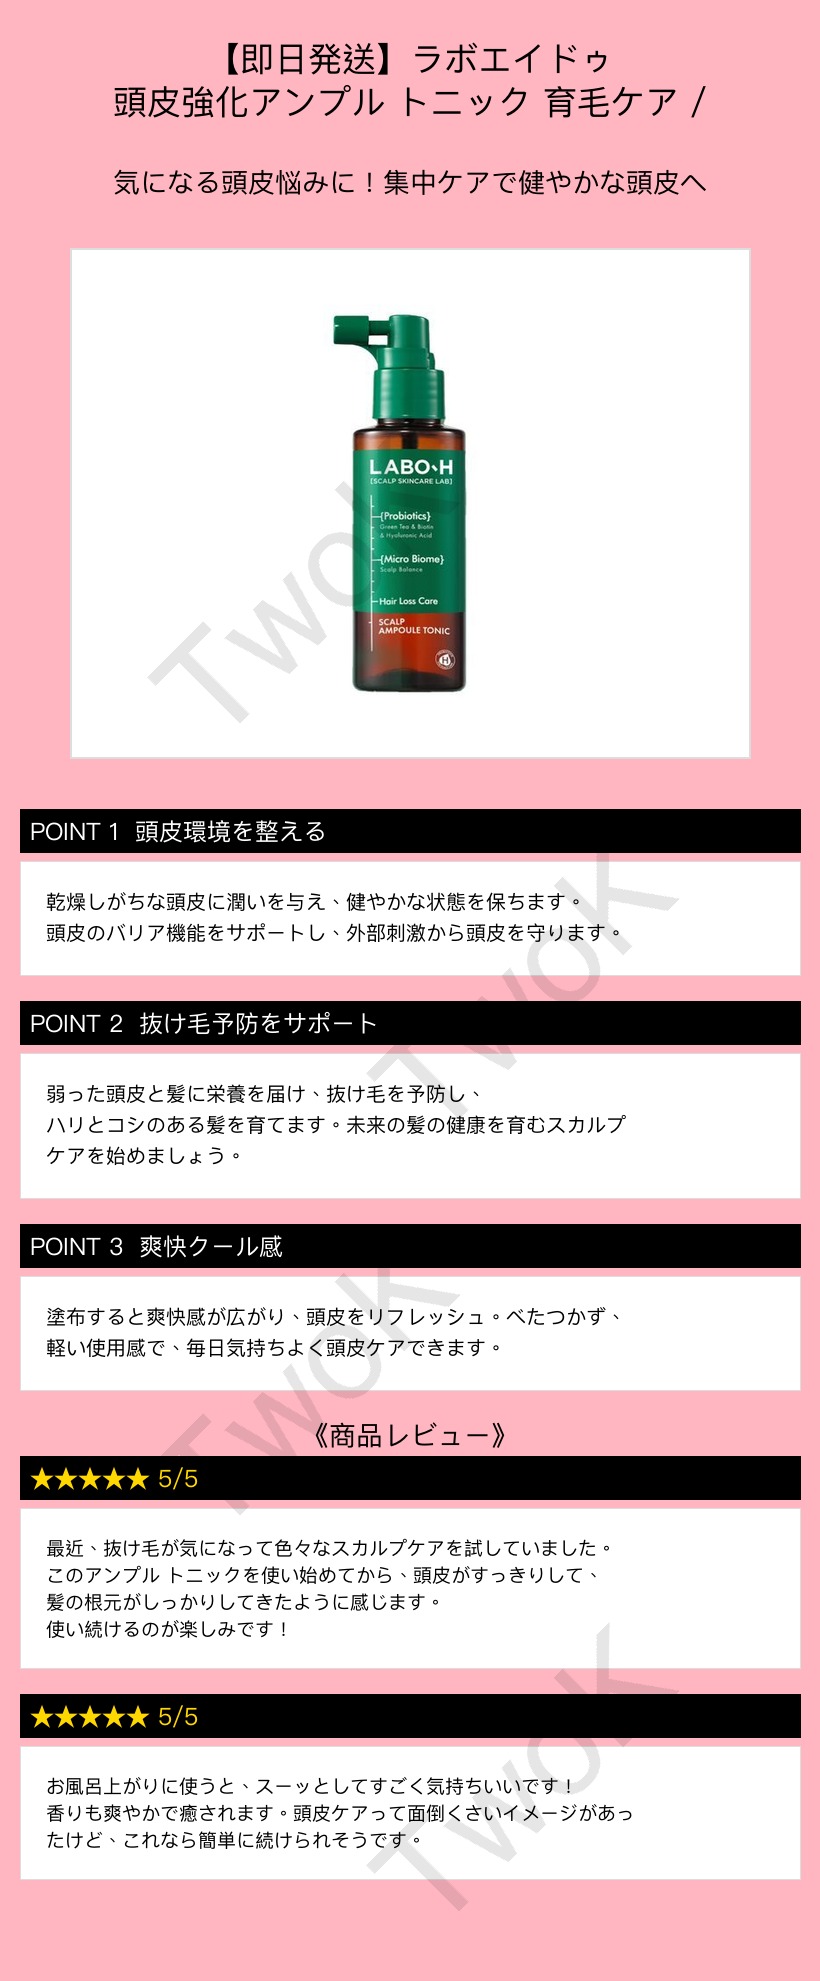 【即日発送】ラボエイドゥ
頭皮強化アンプル トニック 育毛ケア /
気になる頭皮悩みに！集中ケアで健やかな頭皮へ
LABO-H
[SCALP SKINCARE LAB]
{Probiotics}
Green Tea & Biotin
& Hyaluronic Acid
{Micro Biome}
Scalp Balance
Hair Loss Care
SCALP
AMPOULE TONIC
TwoK
POINT 1 頭皮環境を整える
乾燥しがちな頭皮に潤いを与え、健やかな状態を保ちます。
頭皮のバリア機能をサポートし、外部刺激から頭皮を守ります。
TwoK
POINT 2 抜け毛予防をサポート
弱った頭皮と髪に栄養を届け、抜け毛を予防し、
ハリとコシのある髪を育てます。未来の髪の健康を育むスカルプ
ケアを始めましょう。
POINT 3 爽快クール感
塗布すると爽快感が広がり、頭皮をリフレッシュ。べたつかず、
軽い使用感で、毎日気持ちよく頭皮ケアできます。
TwoK
《商品レビュー》
★★★★★ 5/5
最近、抜け毛が気になって色々なスカルプケアを試していました。
このアンプル トニックを使い始めてから、頭皮がすっきりして、
髪の根元がしっかりしてきたように感じます。
使い続けるのが楽しみです！
★★★★★ 5/5
お風呂上がりに使うと、スーッとしてすごく気持ちいいです！
香りも爽やかで癒されます。頭皮ケアって面倒くさいイメージがあっ
たけど、これなら簡単に続けられそうです。
TwoK